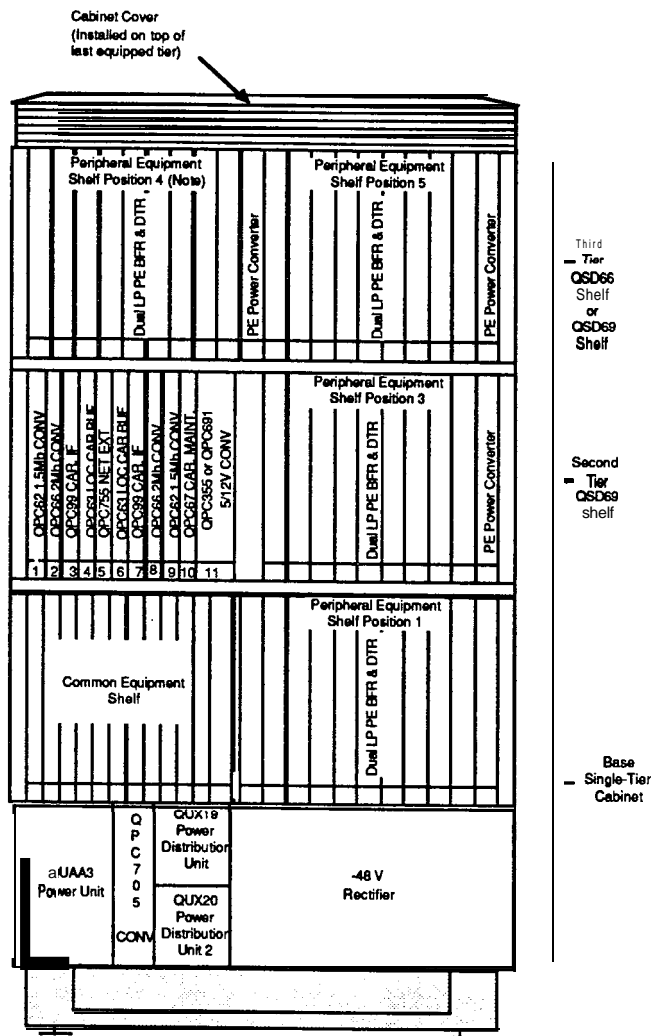 Cabinet Cover
(Installed on top of
last equipped tier)
Peripheral Equipment
Shelf Position 4 (Note)
Dual LP PE BFR & DTR
PE Power Converter
Peripheral Equipment
Shelf Position 5
Dual LP PE BFR & DTR
PE Power Converter
Third
Tier
QSD66
Shelf
or
QSD69
Shelf
QPC62 1.5Mb CONV
QPC66 2Mb CONV
QPC99 CAR. IF
QPC63 LOC CAR BUF
QPC755 NET EXT
QPC63 LOC CAR BUF
QPC99 CAR. IF
QPC66 2Mb CONV
QPC62 1.5Mb CONV
QPC67 CAR. MAINT.
QPC355 or QPC691
5/12V CONV
1 2 3 4 5 6 7 8 9 10 11
Peripheral Equipment
Shelf Position 3
Dual LP PE BFR & DTR
PE Power Converter
Second
Tier
QSD69
shelf
Common Equipment
Shelf
Peripheral Equipment
Shelf Position 1
Dual LP PE BFR & DTR
Base
Single-Tier
Cabinet
aIUAA3
Power Unit
QPC705
CONV
QUX19
Power
Distribution
Unit
QUX20
Power
Distribution
Unit 2
-48 V
Rectifier